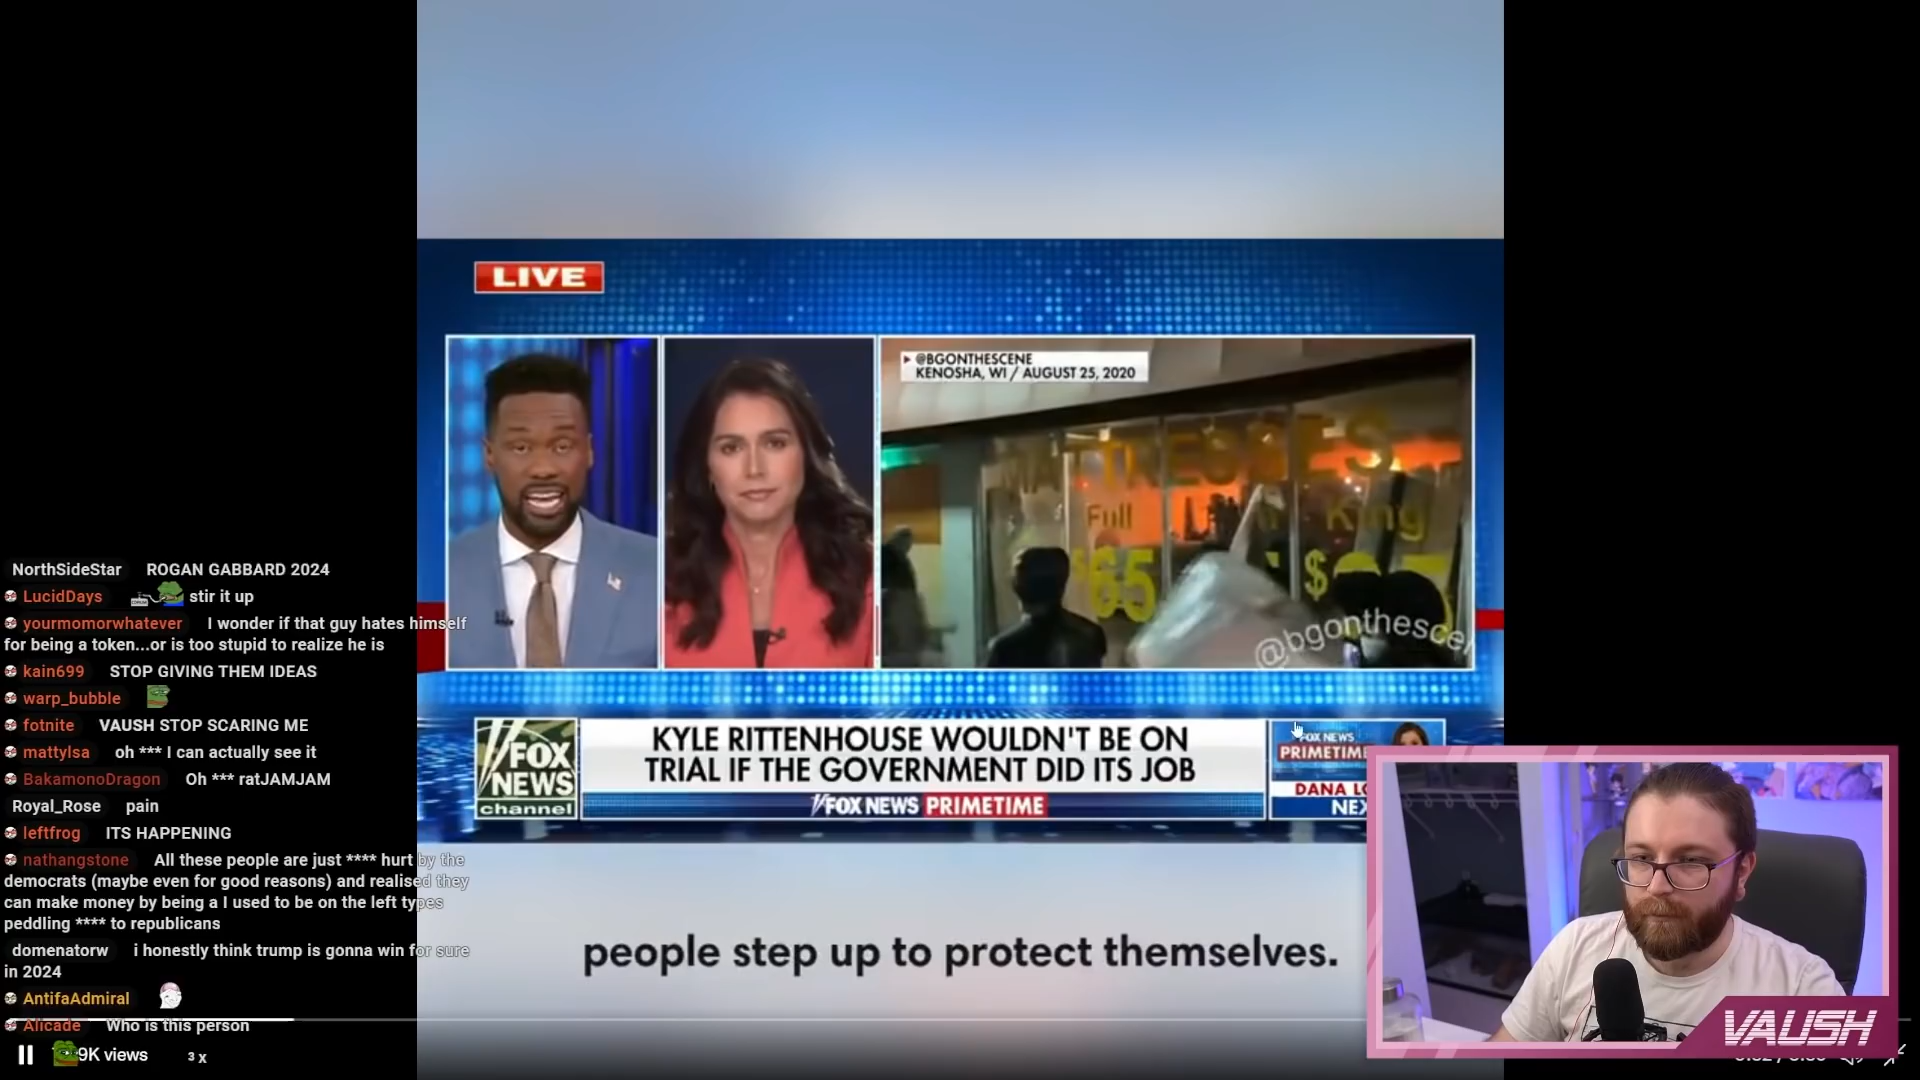 LIVE
@BGONTHESCENE
KENOSHA, WI / AUGUST 25, 2020
MATTRESSES
Full
King
$65
$
@bgonthescen
FOX
NEWS
channel
KYLE RITTENHOUSE WOULDN'T BE ON
TRIAL IF THE GOVERNMENT DID ITS JOB
FOX NEWS PRIMETIME
FOX NEWS
PRIMETIME
DANA LO
NEX
people step up to protect themselves.
NorthSideStar ROGAN GABBARD 2024
LucidDays stir it up
yourmomorwhatever I wonder if that guy hates himself
for being a token...or is too stupid to realize he is
kain699 STOP GIVING THEM IDEAS
warp_bubble
fotnite VAUSH STOP SCARING ME
mattylsa oh *** I can actually see it
BakamonoDragon Oh *** ratJAMJAM
Royal_Rose pain
leftfrog ITS HAPPENING
nathangstone All these people are just **** hurt by the
democrats (maybe even for good reasons) and realised they
can make money by being a I used to be on the left types
peddling **** to republicans
domenatorw i honestly think trump is gonna win for sure
in 2024
AntifaAdmiral
Alicade Who is this person
9K views
3 x
VAUSH